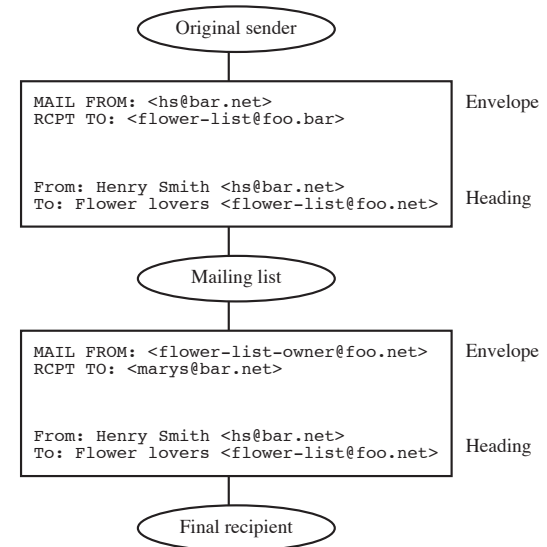 Original sender
MAIL FROM: <hs@bar.net>
Envelope
RCPT TO: <flower-list@foo.bar>
From: Henry Smith <hs@bar.net>
Heading
To: Flower lovers <flower-list@foo.net>
Mailing list
MAIL FROM: <flower-list-owner@foo.net>
Envelope
RCPT TO: <marys@bar.net>
From: Henry Smith <hs@bar.net>
Heading
To: Flower lovers <flower-list@foo.net>
Final recipient